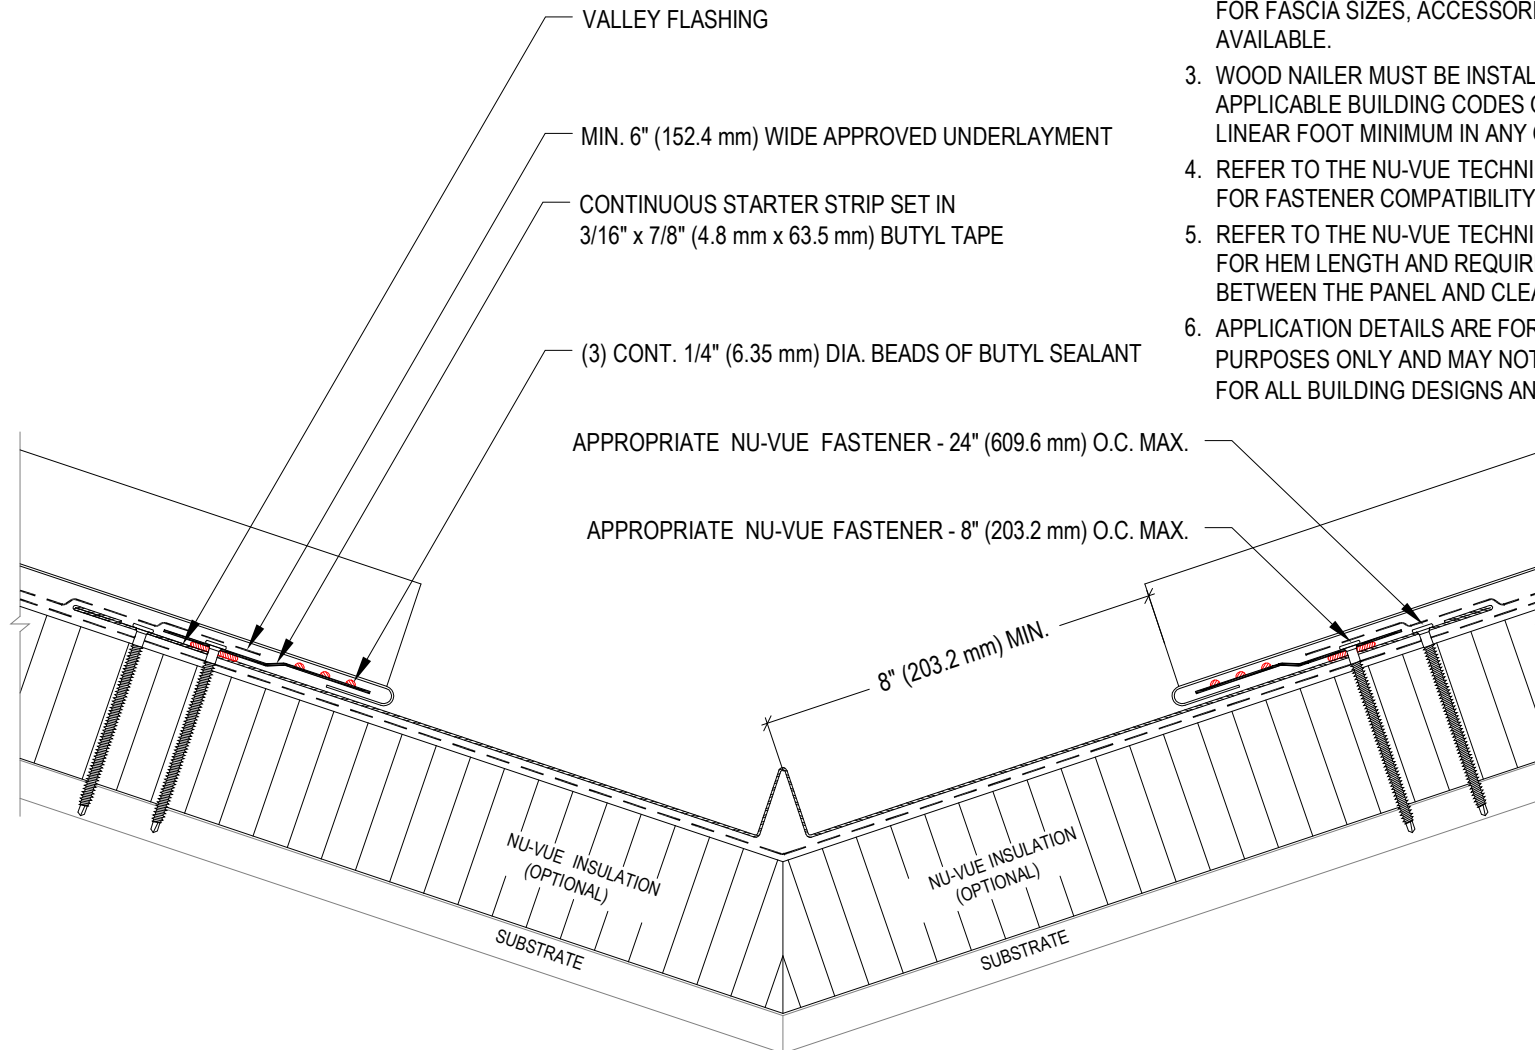 VALLEY FLASHING
MIN. 6" (152.4 mm) WIDE APPROVED UNDERLAYMENT
CONTINUOUS STARTER STRIP SET IN
3/16" x 7/8" (4.8 mm x 63.5 mm) BUTYL TAPE
(3) CONT. 1/4" (6.35 mm) DIA. BEADS OF BUTYL SEALANT
APPROPRIATE NU-VUE FASTENER - 24" (609.6 mm) O.C. MAX.
APPROPRIATE NU-VUE FASTENER - 8" (203.2 mm) O.C. MAX.
FOR FASCIA SIZES, ACCESSORI
AVAILABLE.
3. WOOD NAILER MUST BE INSTAL
APPLICABLE BUILDING CODES
LINEAR FOOT MINIMUM IN ANY
4. REFER TO THE NU-VUE TECHNI
FOR FASTENER COMPATIBILITY
5. REFER TO THE NU-VUE TECHNI
FOR HEM LENGTH AND REQUIR
BETWEEN THE PANEL AND CLEA
6. APPLICATION DETAILS ARE FOR
PURPOSES ONLY AND MAY NOT
FOR ALL BUILDING DESIGNS AN
8" (203.2 mm) MIN.
NU-VUE INSULATION
(OPTIONAL)
SUBSTRATE
NU-VUE INSULATION
(OPTIONAL)
SUBSTRATE